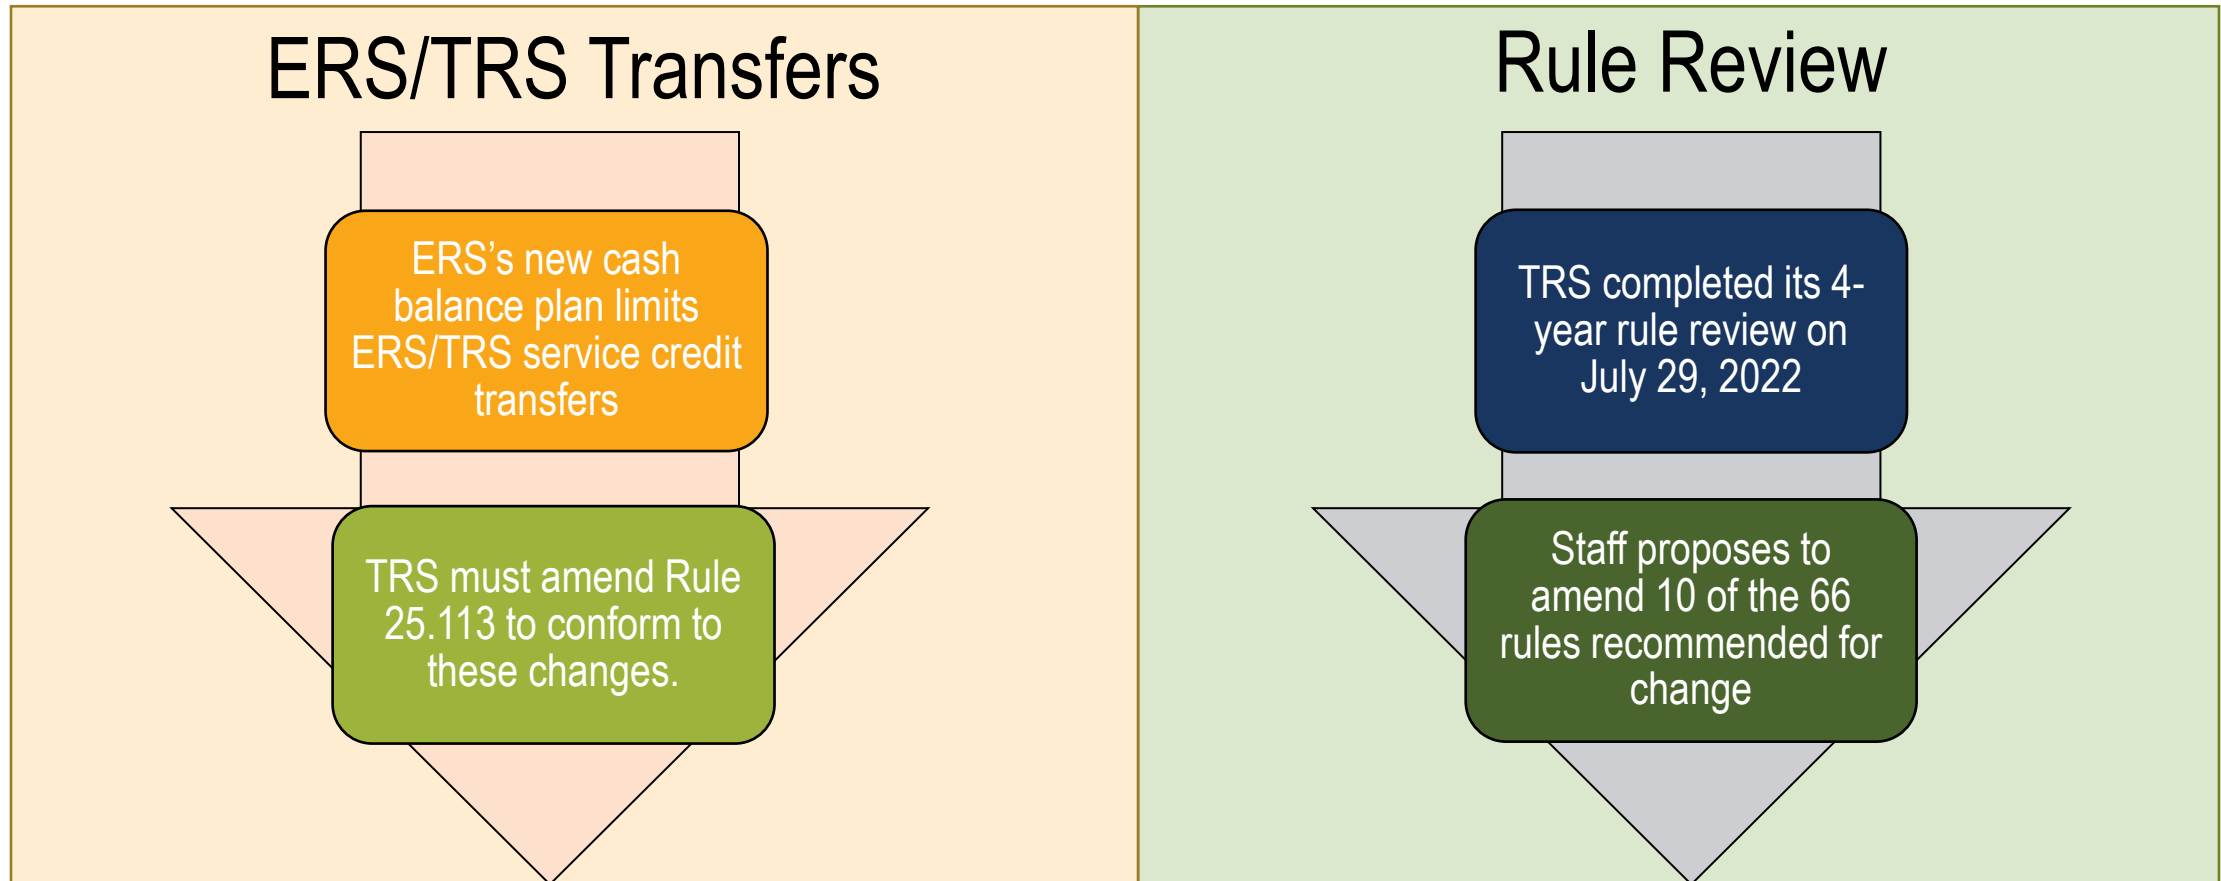 ERS/TRS Transfers
ERS’s new cash
balance plan limits
ERS/TRS service credit
transfers
TRS must amend Rule
25.113 to conform to
these changes.
Rule Review
TRS completed its 4-
year rule review on
July 29, 2022
Staff proposes to
amend 10 of the 66
rules recommended for
change